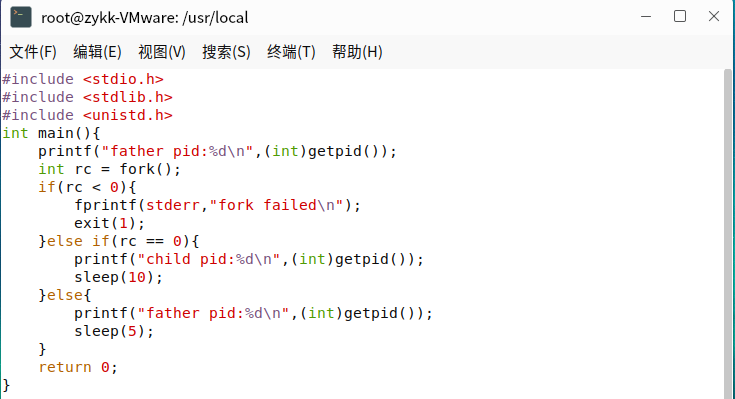 root@zykk-VMware: /usr/local
文件(F) 编辑(E) 视图(V) 搜索(S) 终端(T) 帮助(H)
#include <stdio.h>
#include <stdlib.h>
#include <unistd.h>
int main(){
    printf("father pid:%d\n",(int)getpid());
    int rc = fork();
    if(rc < 0){
        fprintf(stderr,"fork failed\n");
        exit(1);
    }else if(rc == 0){
        printf("child pid:%d\n",(int)getpid());
        sleep(10);
    }else{
        printf("father pid:%d\n",(int)getpid());
        sleep(5);
    }
    return 0;
}